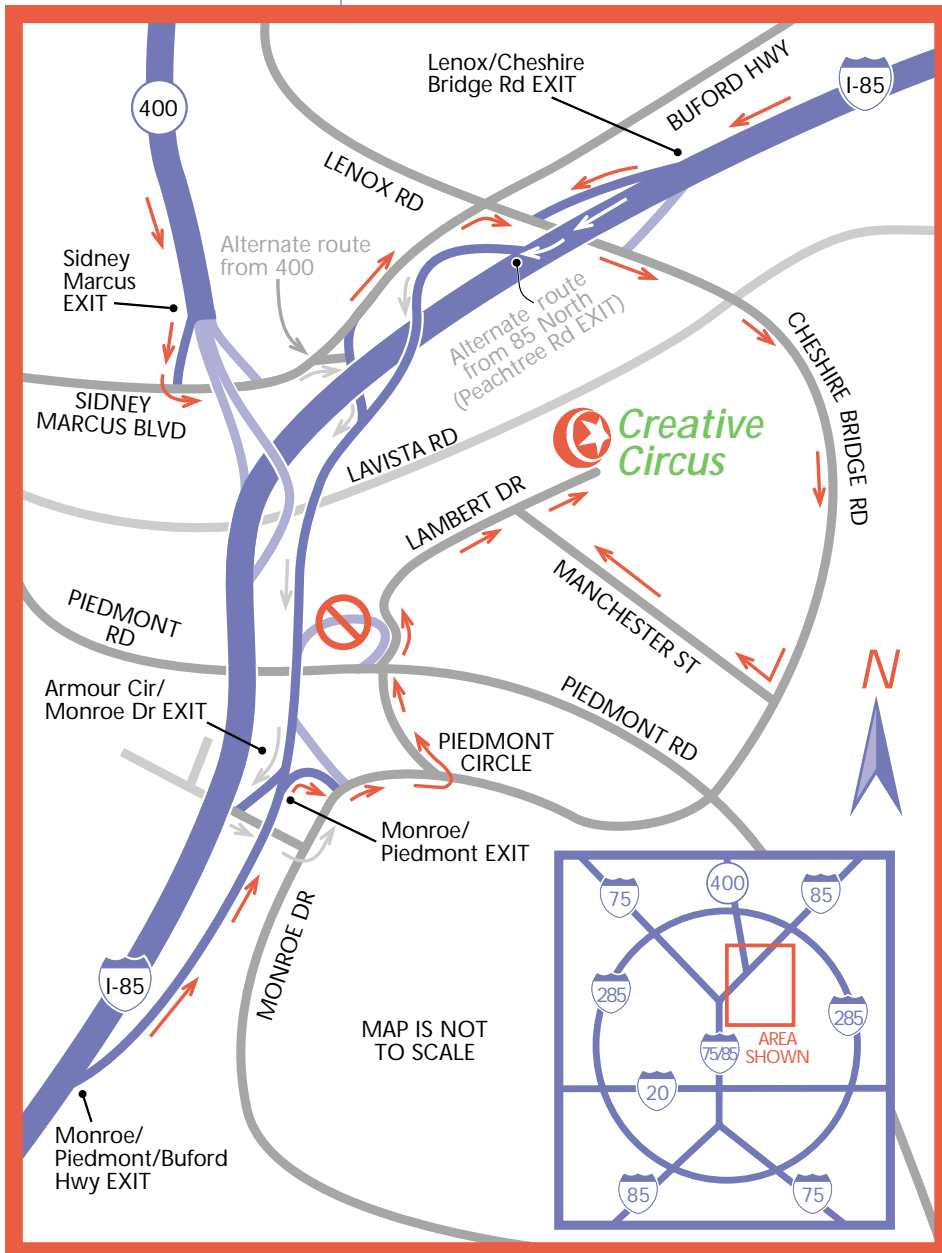 Lenox/Cheshire
Bridge Rd EXIT
BUFORD HWY
I-85
400
LENOX RD
Alternate route
from 400
Sidney
Marcus
EXIT
Alternate route
from 85 North
(Peachtree Rd EXIT)
CHESHIRE BRIDGE RD
SIDNEY
MARCUS BLVD
LAVISTA RD
Creative
Circus
LAMBERT DR
MANCHESTER ST
PIEDMONT
RD
N
Armour Cir/
Monroe Dr EXIT
PIEDMONT RD
PIEDMONT
CIRCLE
Monroe/
Piedmont EXIT
MONROE DR
I-85
MAP IS NOT
TO SCALE
Monroe/
Piedmont/Buford
Hwy EXIT
400
75
85
285
285
75/85
AREA
SHOWN
20
85
75